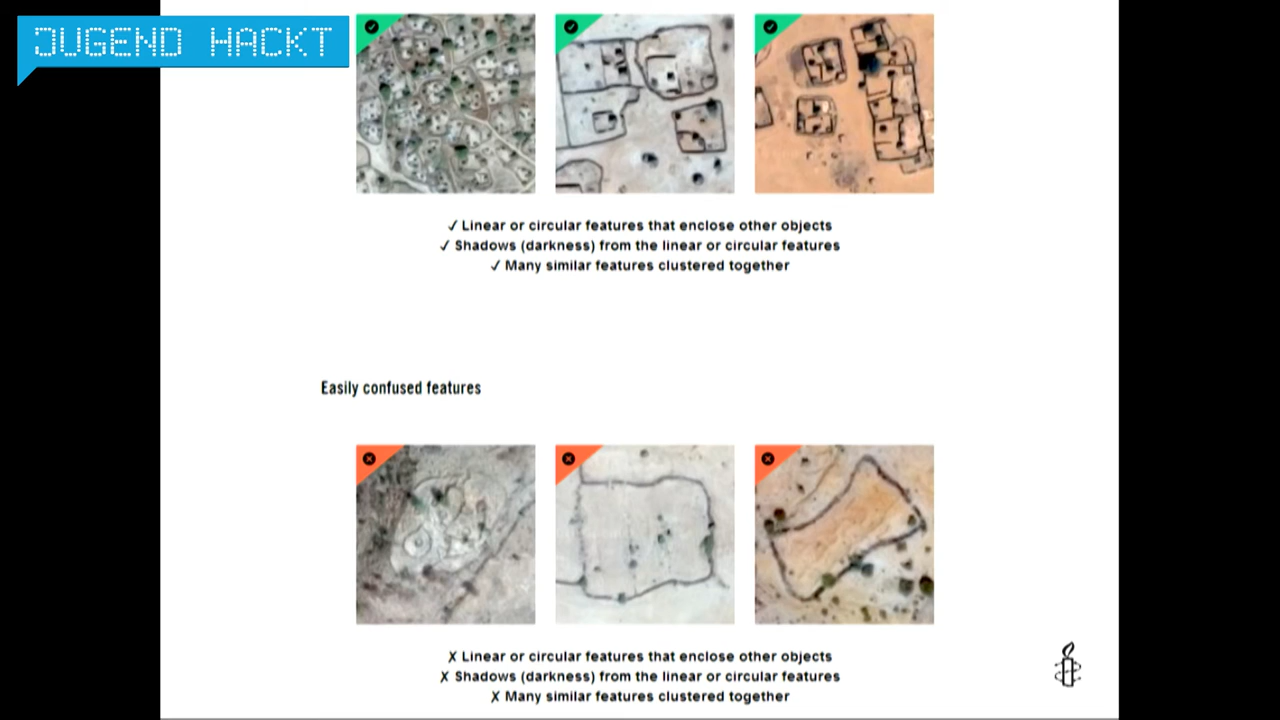 JUGEND HACKT
✓ Linear or circular features that enclose other objects
✓ Shadows (darkness) from the linear or circular features
✓ Many similar features clustered together
Easily confused features
✗ Linear or circular features that enclose other objects
✗ Shadows (darkness) from the linear or circular features
✗ Many similar features clustered together